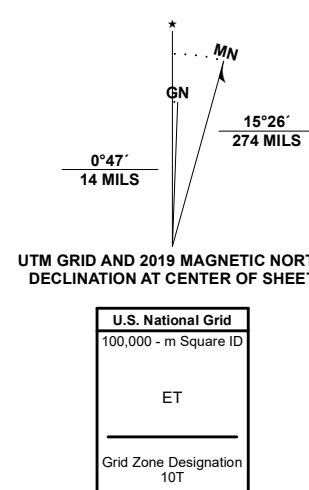 ★
MN
GN
15°26´
274 MILS
0°47´
14 MILS
UTM GRID AND 2019 MAGNETIC NORT
DECLINATION AT CENTER OF SHEET
U.S. National Grid
100,000 - m Square ID
ET
Grid Zone Designation
10T